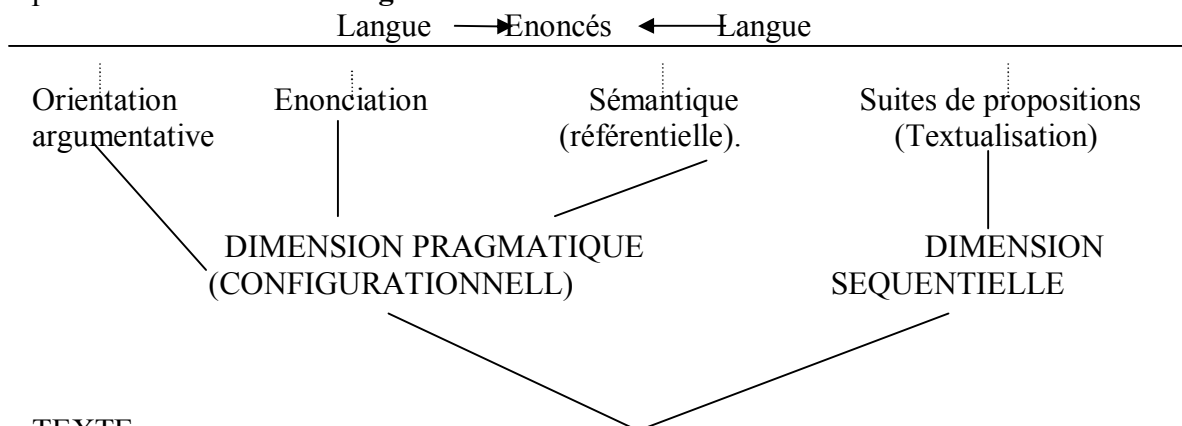 Langue Enoncés Langue
Orientation Enonciation Sémantique Suites de propositions
argumentative (référentielle). (Textualisation)
DIMENSION PRAGMATIQUE DIMENSION
(CONFIGURATIONNELL) SEQUENTIELLE
TEXTE